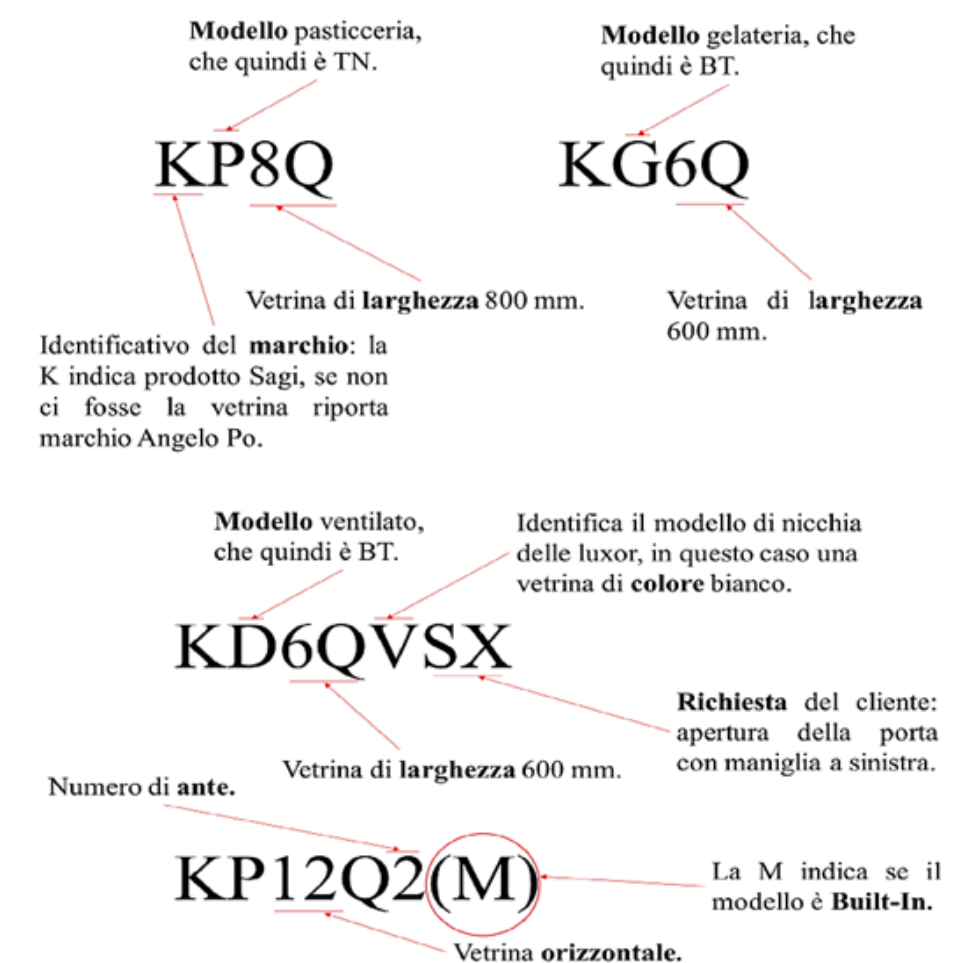 Modello pasticceria,
che quindi è TN.
Modello gelateria, che
quindi è BT.
KP8Q
KG6Q
Vetrina di larghezza 800 mm.
Vetrina di larghezza
600 mm.
Identificativo del marchio: la
K indica prodotto Sagi, se non
ci fosse la vetrina riporta
marchio Angelo Po.
Modello ventilato,
che quindi è BT.
Identifica il modello di nicchia
delle luxor, in questo caso una
vetrina di colore bianco.
KD6QVSX
Richiesta del cliente:
apertura della porta
con maniglia a sinistra.
Vetrina di larghezza 600 mm.
Numero di ante.
KP12Q2(M)
La M indica se il
modello è Built-In.
Vetrina orizzontale.